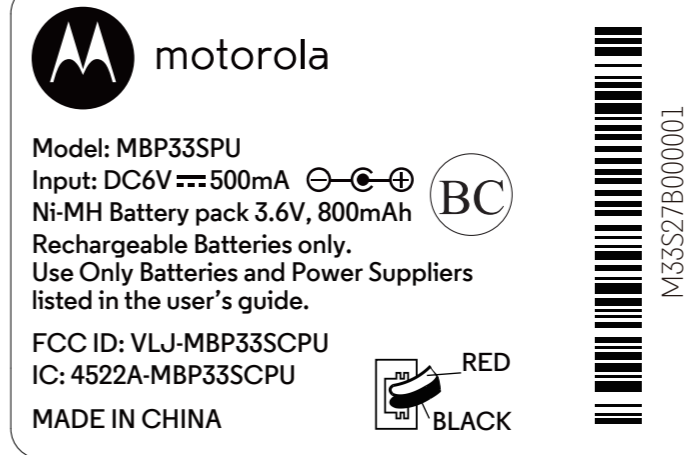 motorola
Model: MBP33SPU
Input: DC6V 500mA
BC
Ni-MH Battery pack 3.6V, 800mAh
Rechargeable Batteries only.
Use Only Batteries and Power Suppliers
listed in the user’s guide.
FCC ID: VLJ-MBP33SCPU
IC: 4522A-MBP33SCPU
RED
MADE IN CHINA
BLACK
M33S27B000001